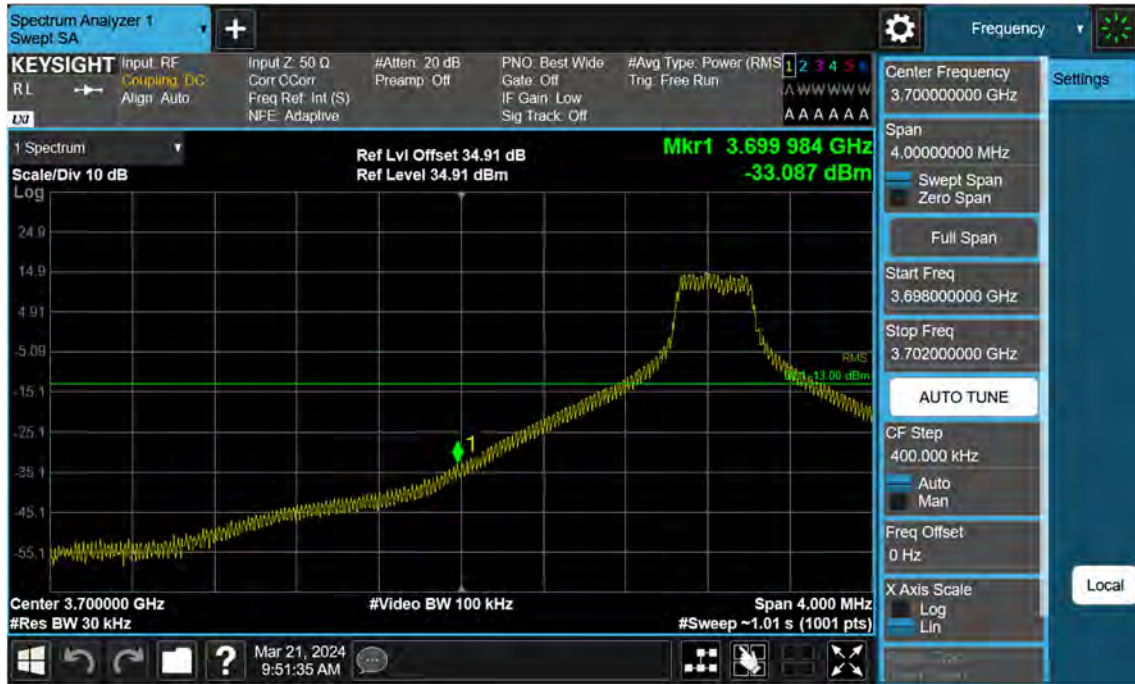 Spectrum Analyzer 1
Swept SA
+
Frequency
KEYSIGHT
RL
LXI
Input: RF
Coupling: DC
Align: Auto
Input Z: 50 Ω
Corr CCorr
Freq Ref: Int (S)
NFE: Adaptive
#Atten: 20 dB
Preamp: Off
PNO: Best Wide
Gate: Off
IF Gain: Low
Sig Track: Off
#Avg Type: Power (RMS
Trig: Free Run
1 2 3 4 5 6
A W W W W W
A A A A A A
1 Spectrum
Scale/Div 10 dB
Ref Lvl Offset 34.91 dB
Ref Level 34.91 dBm
Mkr1 3.699 984 GHz
-33.087 dBm
Log
24.9
14.9
4.91
-5.09
-15.1
-25.1
-35.1
-45.1
-55.1
RMS
-13.00 dBm
1
Center 3.700000 GHz
#Res BW 30 kHz
#Video BW 100 kHz
Span 4.000 MHz
#Sweep ~1.01 s (1001 pts)
?
Mar 21, 2024
9:51:35 AM
Center Frequency
3.700000000 GHz
Span
4.00000000 MHz
Swept Span
Zero Span
Full Span
Start Freq
3.698000000 GHz
Stop Freq
3.702000000 GHz
AUTO TUNE
CF Step
400.000 kHz
Auto
Man
Freq Offset
0 Hz
X Axis Scale
Log
Lin
Settings
Local